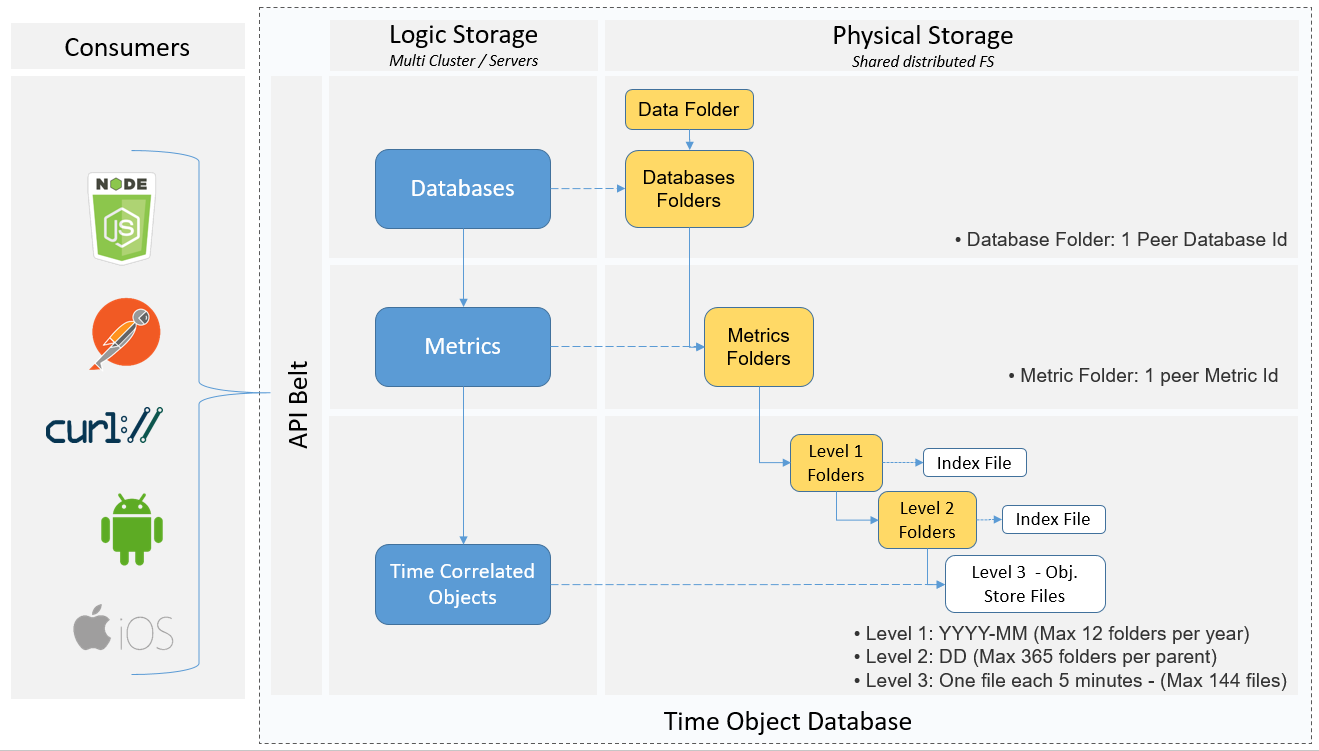 Consumers
Logic Storage
Multi Cluster / Servers
Physical Storage
Shared distributed FS
NODE
JS
curl://
iOS
API Belt
Databases
Data Folder
Databases
Folders
• Database Folder: 1 Peer Database Id
Metrics
Metrics
Folders
• Metric Folder: 1 peer Metric Id
Level 1
Folders
Index File
Level 2
Folders
Index File
Time Correlated
Objects
Level 3 - Obj.
Store Files
• Level 1: YYYY-MM (Max 12 folders per year)
• Level 2: DD (Max 365 folders per parent)
• Level 3: One file each 5 minutes - (Max 144 files)
Time Object Database